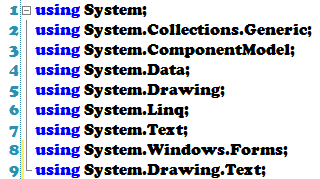 1 using System;
2 using System.Collections.Generic;
3 using System.ComponentModel;
4 using System.Data;
5 using System.Drawing;
6 using System.Linq;
7 using System.Text;
8 using System.Windows.Forms;
9 using System.Drawing.Text;